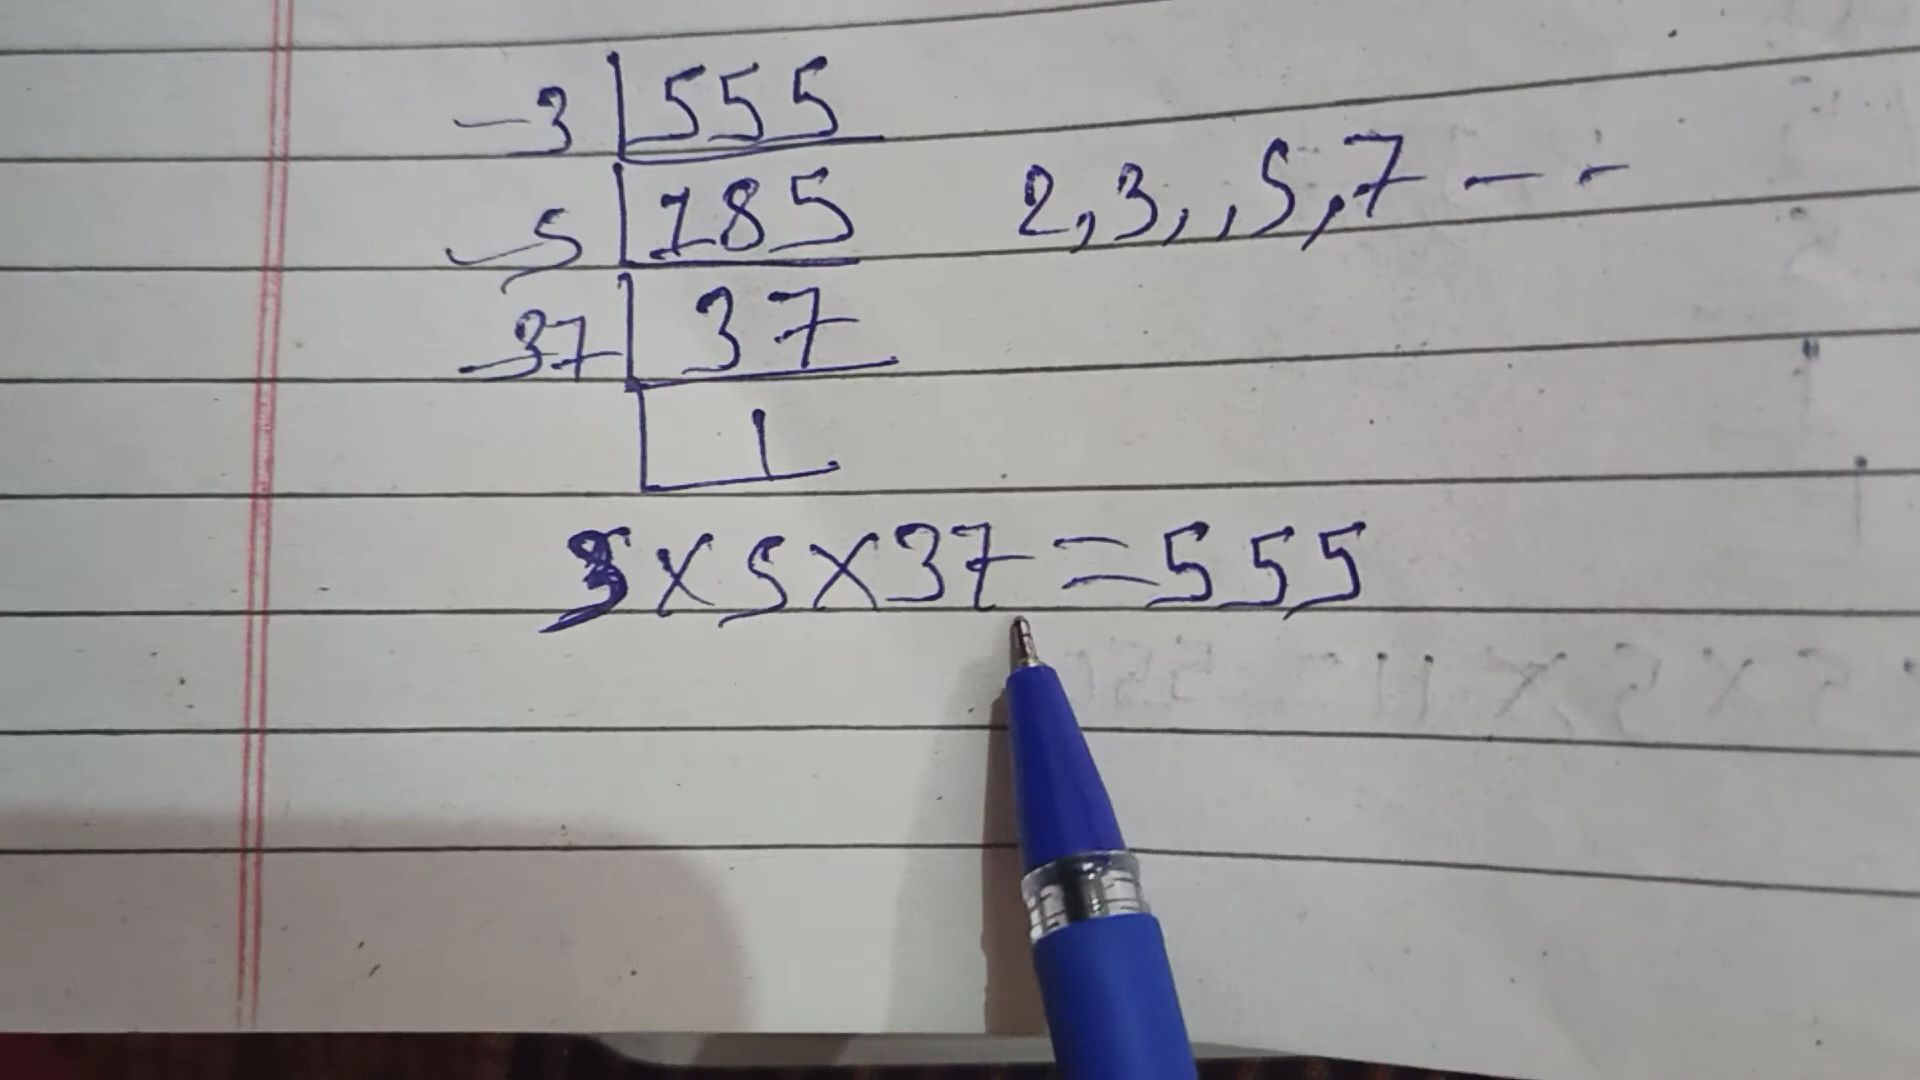 3 | 555
5 | 185 2, 3, , 5, 7 - -
37 | 37
1
3 × 5 × 37 = 555